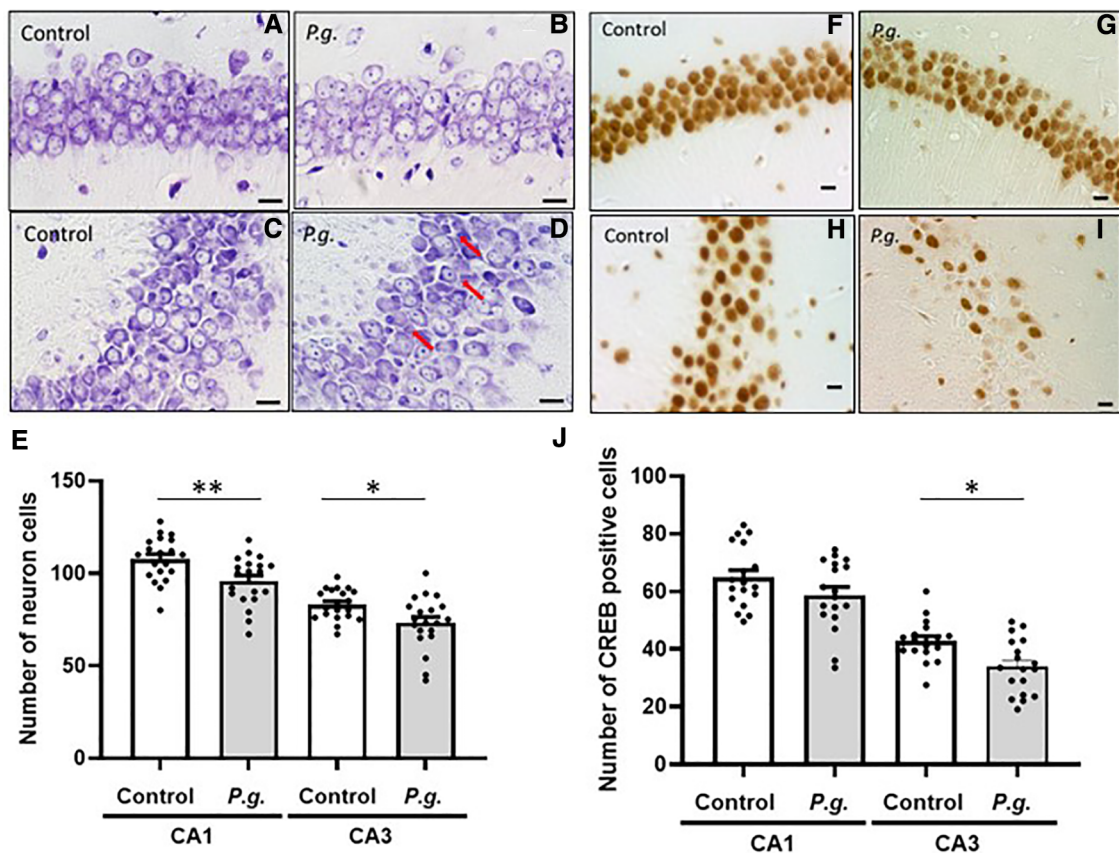 Control A
P.g. B
Control F
P.g. G
Control C
P.g. D
Control H
P.g. I
E
Number of neuron cells
150
100
50
0
**
*
Control P.g. Control P.g.
CA1 CA3
J
Number of CREB positive cells
100
80
60
40
20
0
*
Control P.g. Control P.g.
CA1 CA3